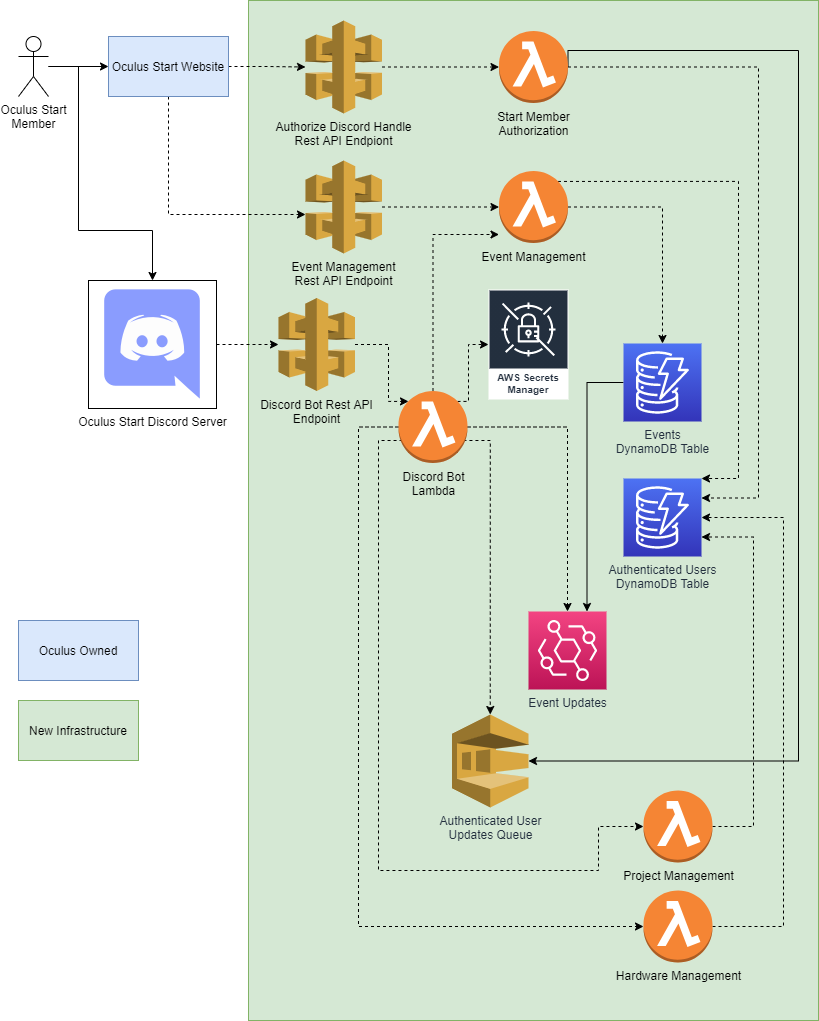 Oculus Start
Member
Oculus Start Website
Authorize Discord Handle
Rest API Endpiont
Start Member
Authorization
Event Management
Rest API Endpoint
Event Management
Oculus Start Discord Server
Discord Bot Rest API
Endpoint
AWS Secrets
Manager
Discord Bot
Lambda
Events
DynamoDB Table
Authenticated Users
DynamoDB Table
Oculus Owned
New Infrastructure
Event Updates
Authenticated User
Updates Queue
Project Management
Hardware Management